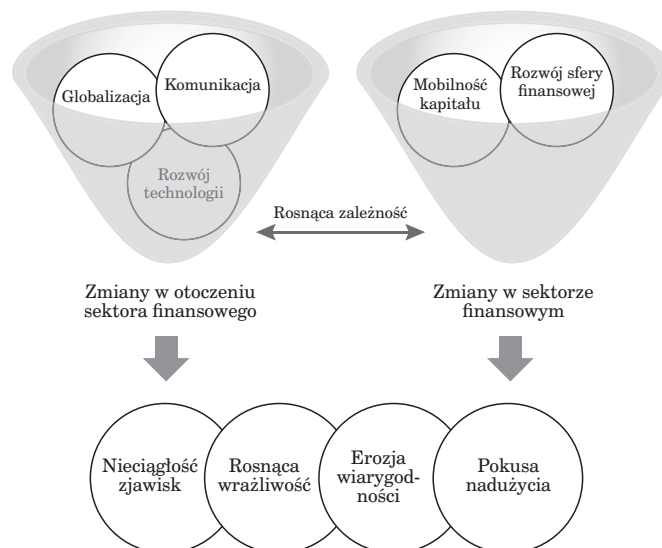 Globalizacja
Komunikacja
Rozwój
technologii
Mobilność
kapitału
Rozwój sfery
finansowej
Rosnąca zależność
Zmiany w otoczeniu
sektora finansowego
Zmiany w sektorze
finansowym
Nieciągłość
zjawisk
Rosnąca
wrażliwość
Erozja
wiarygod-
ności
Pokusa
nadużycia